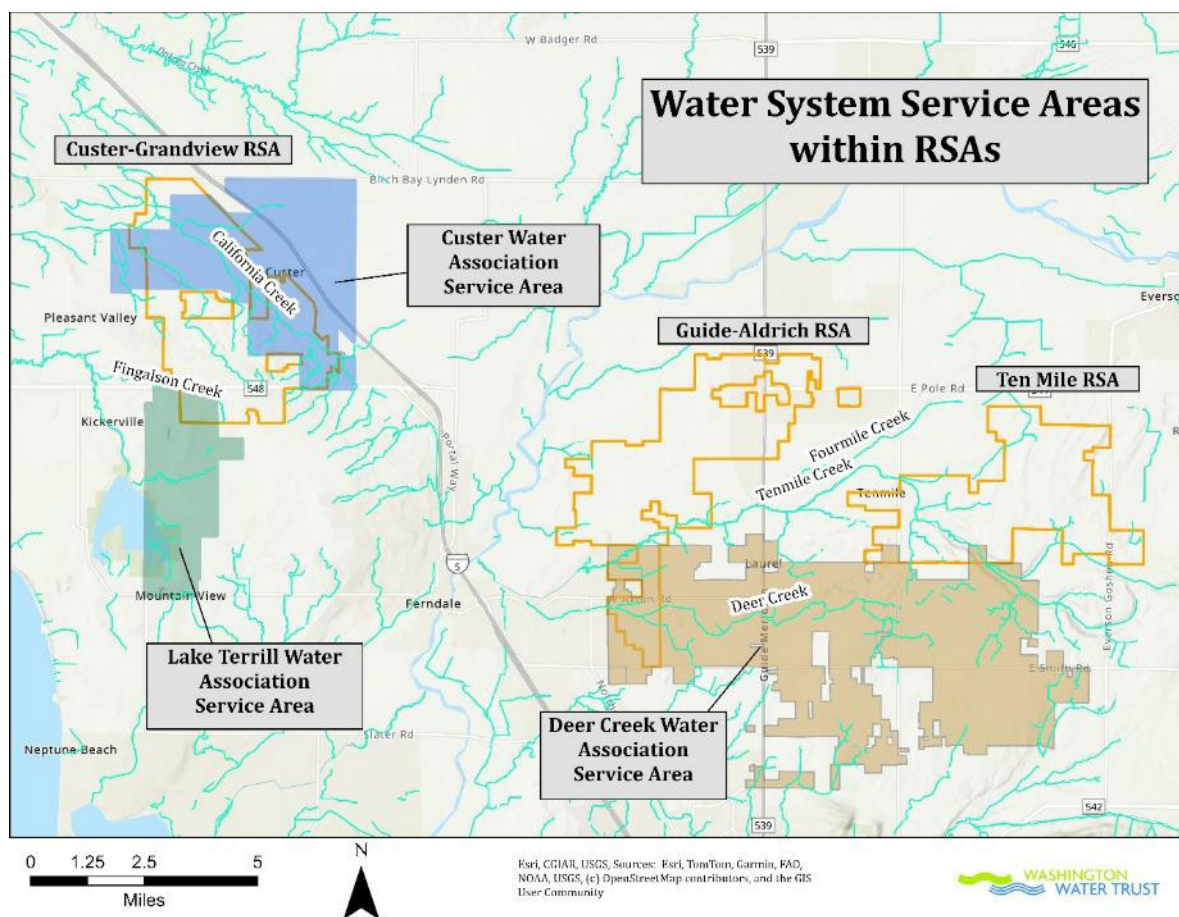 W Badger Rd
539
546
Dakota Creek
Water System Service Areas
within RSAs
Custer-Grandview RSA
Birch Bay-Lynden Rd
California Creek
Custer
Custer Water
Association
Service Area
Everson
Pleasant Valley
Guide-Aldrich RSA
539
Fingalson Creek
548
E Pole Rd
Ten Mile RSA
Kickerville
Fourmile Creek
Portal Way
Tenmile Creek
Tenmile
5
Laurel
Everson Goshen Rd
Mountain View
Ferndale
Deer Creek
Guide Meridian
E Smith Rd
Lake Terrill Water
Association
Service Area
Deer Creek Water
Association
Service Area
Slater Rd
Neptune Beach
539
542
0 1.25 2.5 5
Miles
N
Esri, CGIAR, USGS, Sources: Esri, TomTom, Garmin, FAO,
NOAA, USGS, (c) OpenStreetMap contributors, and the GIS
User Community
WASHINGTON
WATER TRUST